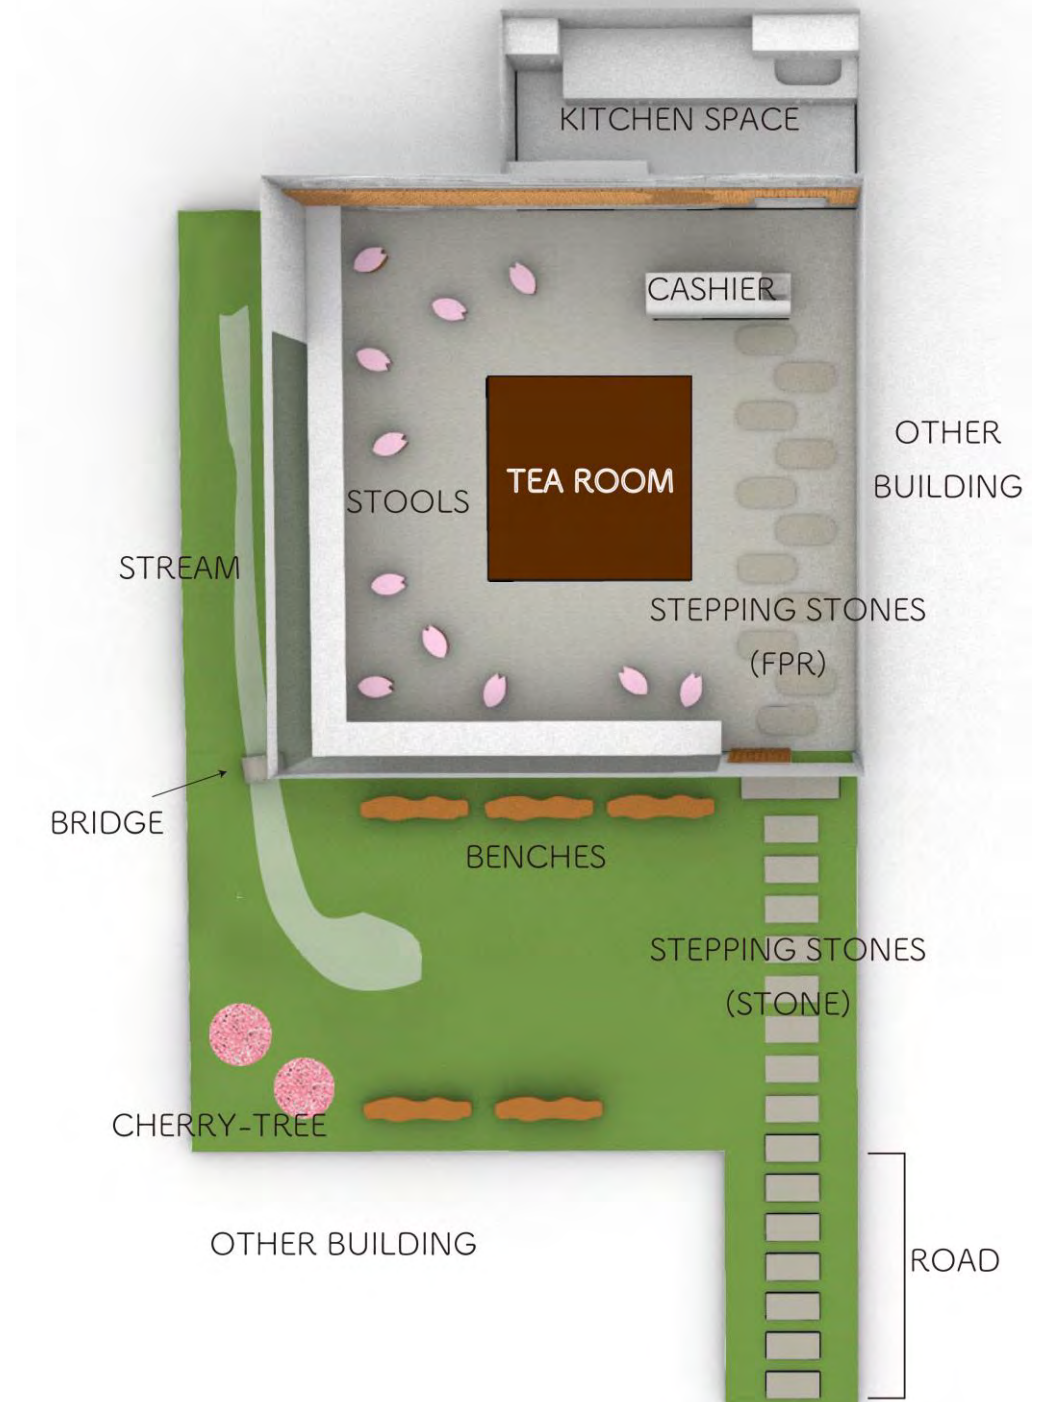 KITCHEN SPACE
CASHIER
OTHER
BUILDING
TEA ROOM
STOOLS
STREAM
STEPPING STONES
(FPR)
BRIDGE
BENCHES
STEPPING STONES
(STONE)
CHERRY-TREE
OTHER BUILDING
ROAD